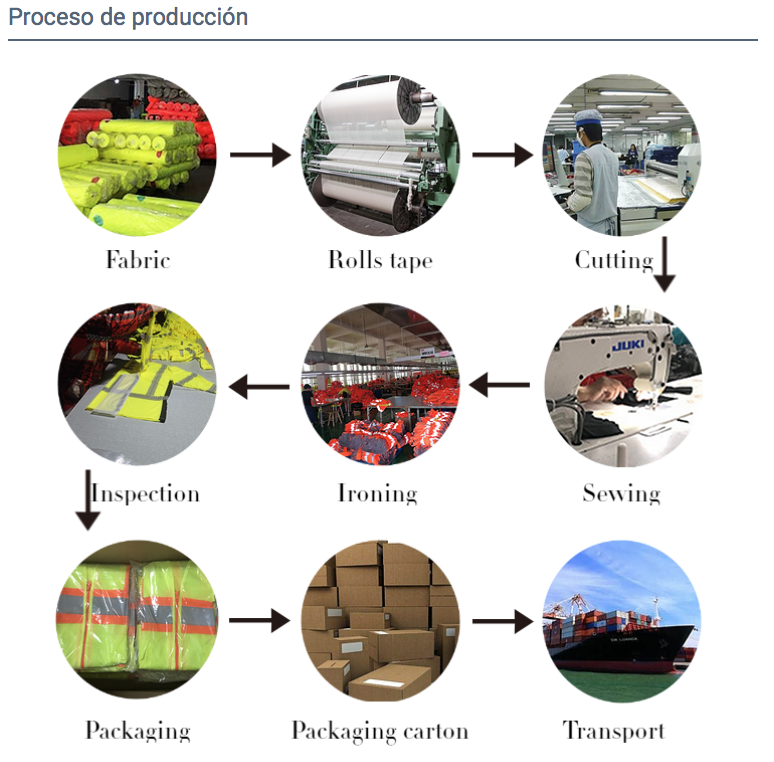 Proceso de producción
Fabric
Rolls tape
Cutting
JUKI
Inspection
Ironing
Sewing
Packaging
Packaging carton
Transport